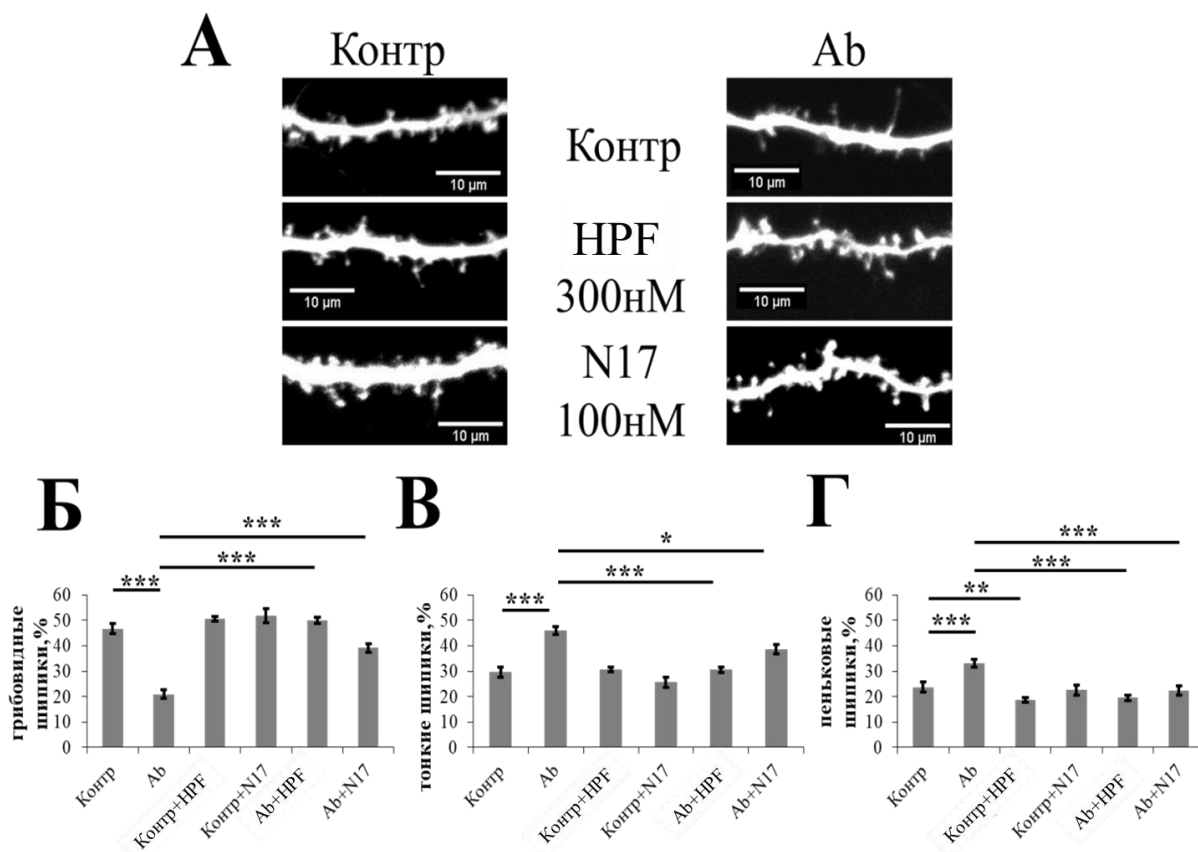 А
Контр
Ab
Контр
10 µm
10 µm
HPF
300нМ
10 µm
10 µm
N17
100нМ
10 µm
10 µm
Б
***
***
***
грибовидные
шипики,%
60
50
40
30
20
10
0
Контр
Ab
Контр+HPF
Контр+N17
Ab+HPF
Ab+N17
В
*
***
***
тонкие шипики,%
60
50
40
30
20
10
0
Контр
Ab
Контр+HPF
Контр+N17
Ab+HPF
Ab+N17
Г
***
***
**
***
пеньковые
шипики,%
60
50
40
30
20
10
0
Контр
Ab
Контр+HPF
Контр+N17
Ab+HPF
Ab+N17